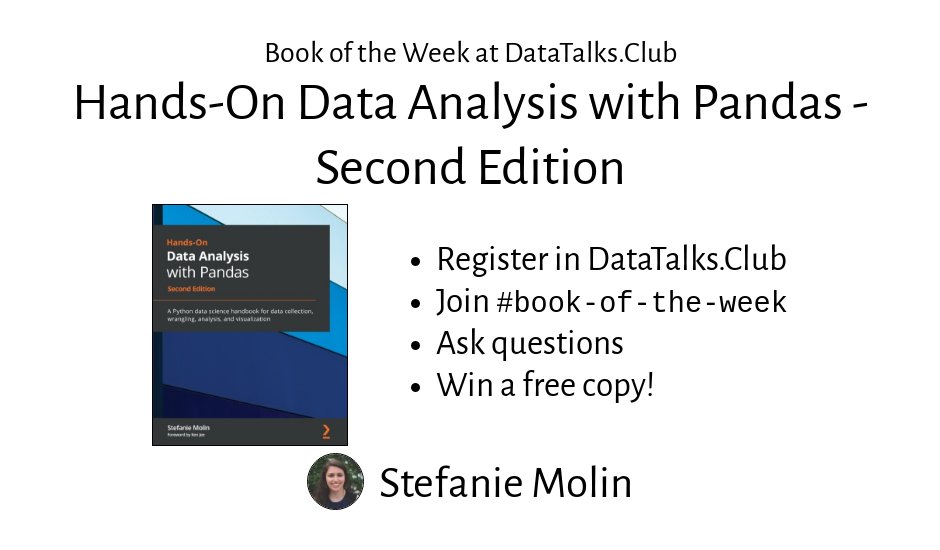 Book of the Week at DataTalks.Club
Hands-On Data Analysis with Pandas -
Second Edition
Hands-On
Data Analysis
with Pandas
Second Edition
A Python data science handbook for data collection,
wrangling, analysis, and visualization
Stefanie Molin
Foreword by Ken Jee
• Register in DataTalks.Club
• Join #book-of-the-week
• Ask questions
• Win a free copy!
Stefanie Molin